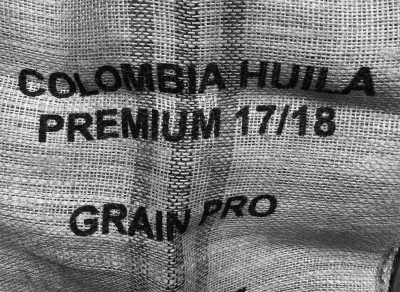 COLOMBIA HUILA
PREMIUM 17/18
GRAIN PRO